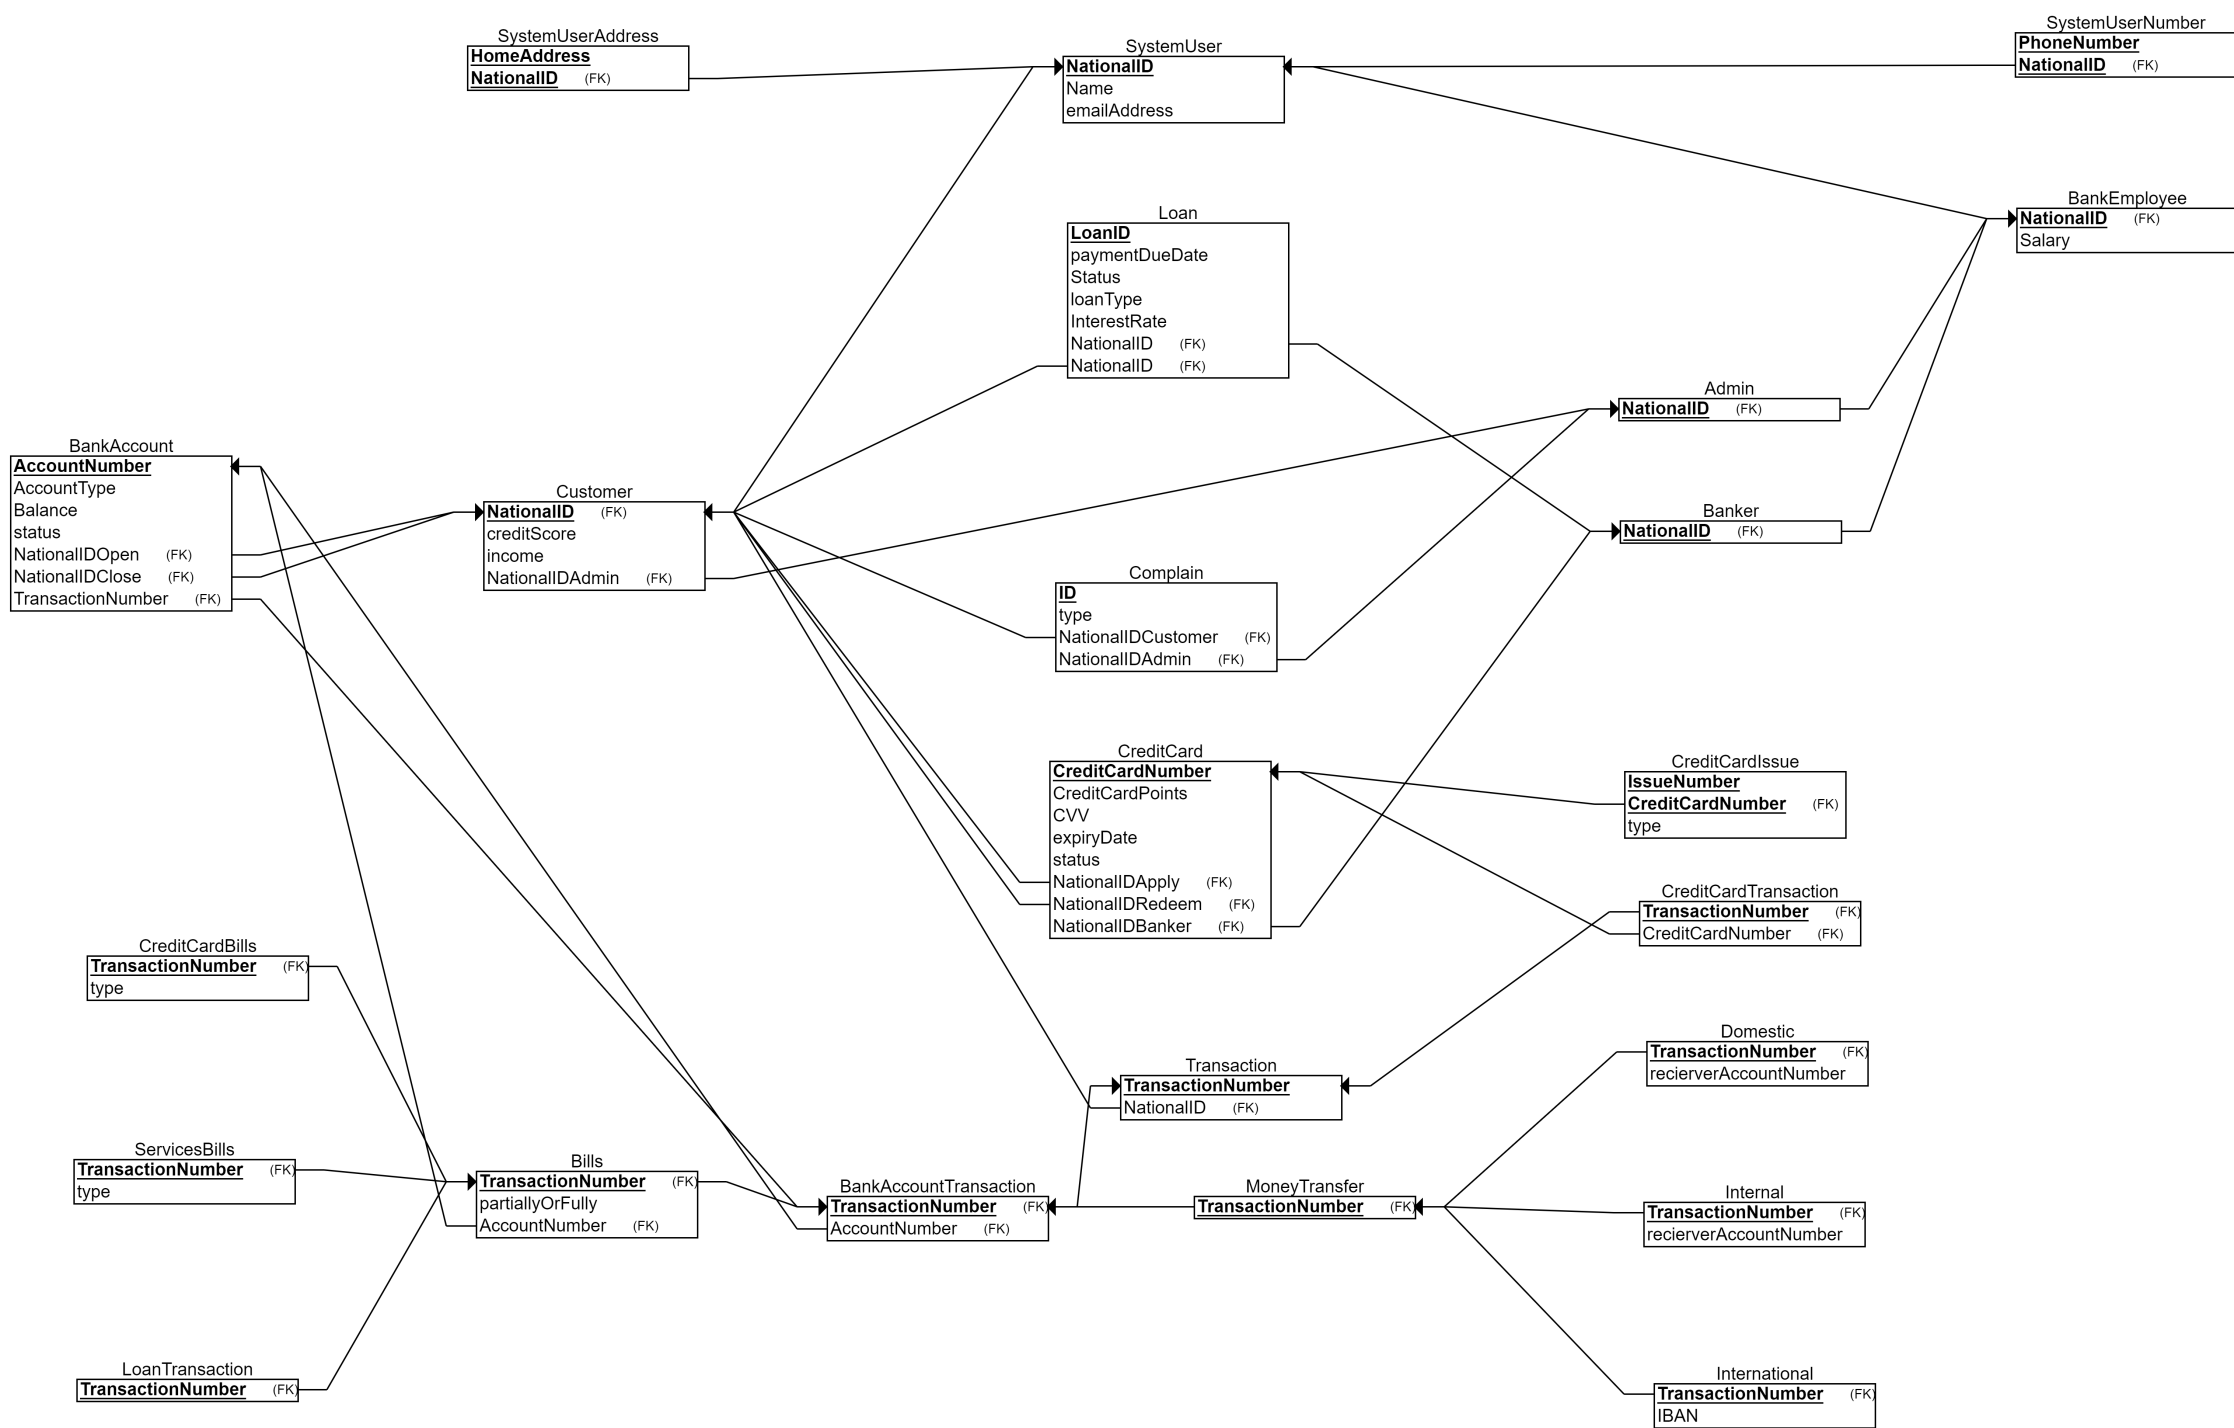 SystemUserAddress
HomeAddress
NationalID (FK)
SystemUser
NationalID
Name
emailAddress
SystemUserNumber
PhoneNumber
NationalID (FK)
BankEmployee
NationalID (FK)
Salary
Loan
LoanID
paymentDueDate
Status
loanType
InterestRate
NationalID (FK)
NationalID (FK)
Admin
NationalID (FK)
BankAccount
AccountNumber
AccountType
Balance
status
NationalIDOpen (FK)
NationalIDClose (FK)
TransactionNumber (FK)
Customer
NationalID (FK)
creditScore
income
NationalIDAdmin (FK)
Banker
NationalID (FK)
Complain
ID
type
NationalIDCustomer (FK)
NationalIDAdmin (FK)
CreditCard
CreditCardNumber
CreditCardPoints
CVV
expiryDate
status
NationalIDApply (FK)
NationalIDRedeem (FK)
NationalIDBanker (FK)
CreditCardIssue
IssueNumber
CreditCardNumber (FK)
type
CreditCardTransaction
TransactionNumber (FK)
CreditCardNumber (FK)
CreditCardBills
TransactionNumber (FK)
type
Domestic
TransactionNumber (FK)
recierverAccountNumber
Transaction
TransactionNumber
NationalID (FK)
ServicesBills
TransactionNumber (FK)
type
Bills
TransactionNumber (FK)
partiallyOrFully
AccountNumber (FK)
BankAccountTransaction
TransactionNumber (FK)
AccountNumber (FK)
MoneyTransfer
TransactionNumber (FK)
Internal
TransactionNumber (FK)
recierverAccountNumber
LoanTransaction
TransactionNumber (FK)
International
TransactionNumber (FK)
IBAN